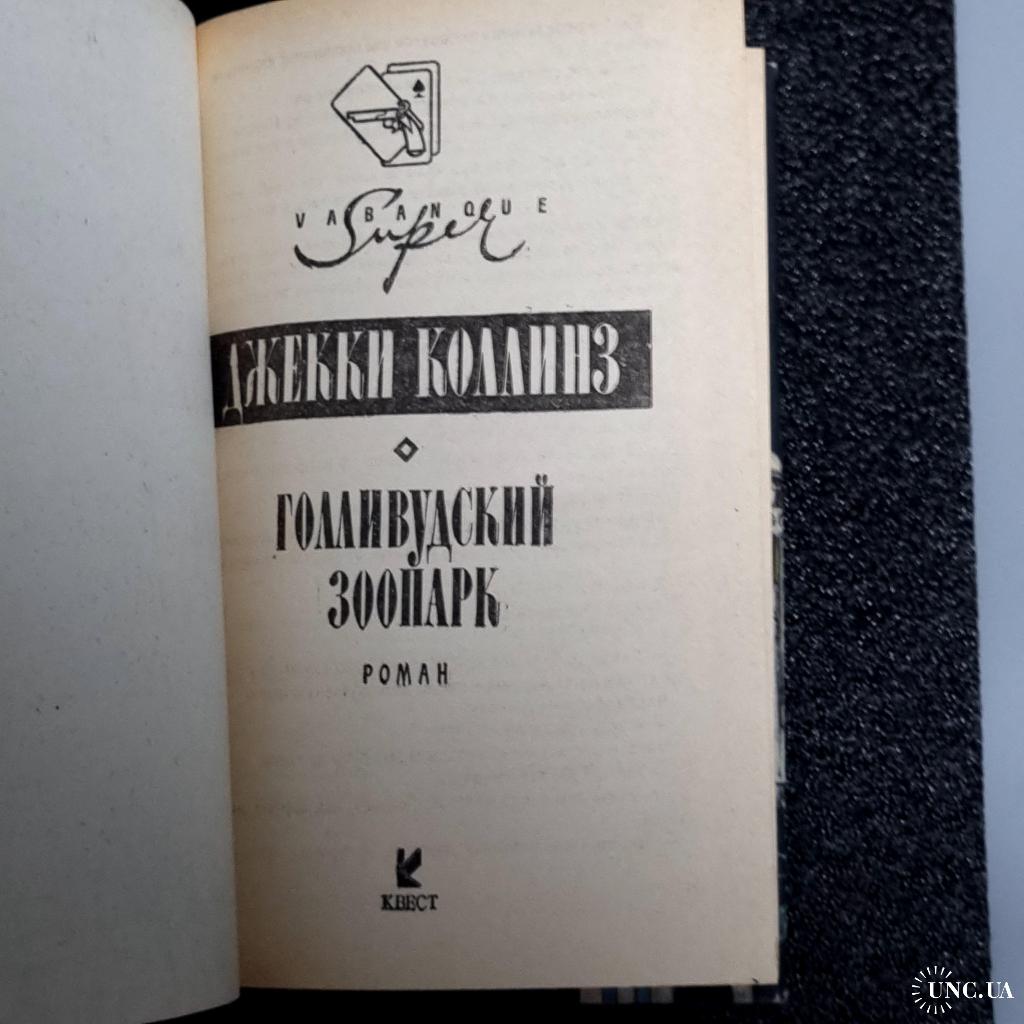 VABANQUE
Super
ДЖЕККИ КОЛЛИНЗ
ГОЛЛИВУДСКИЙ
ЗООПАРК
РОМАН
КВЕСТ
UNC.UA